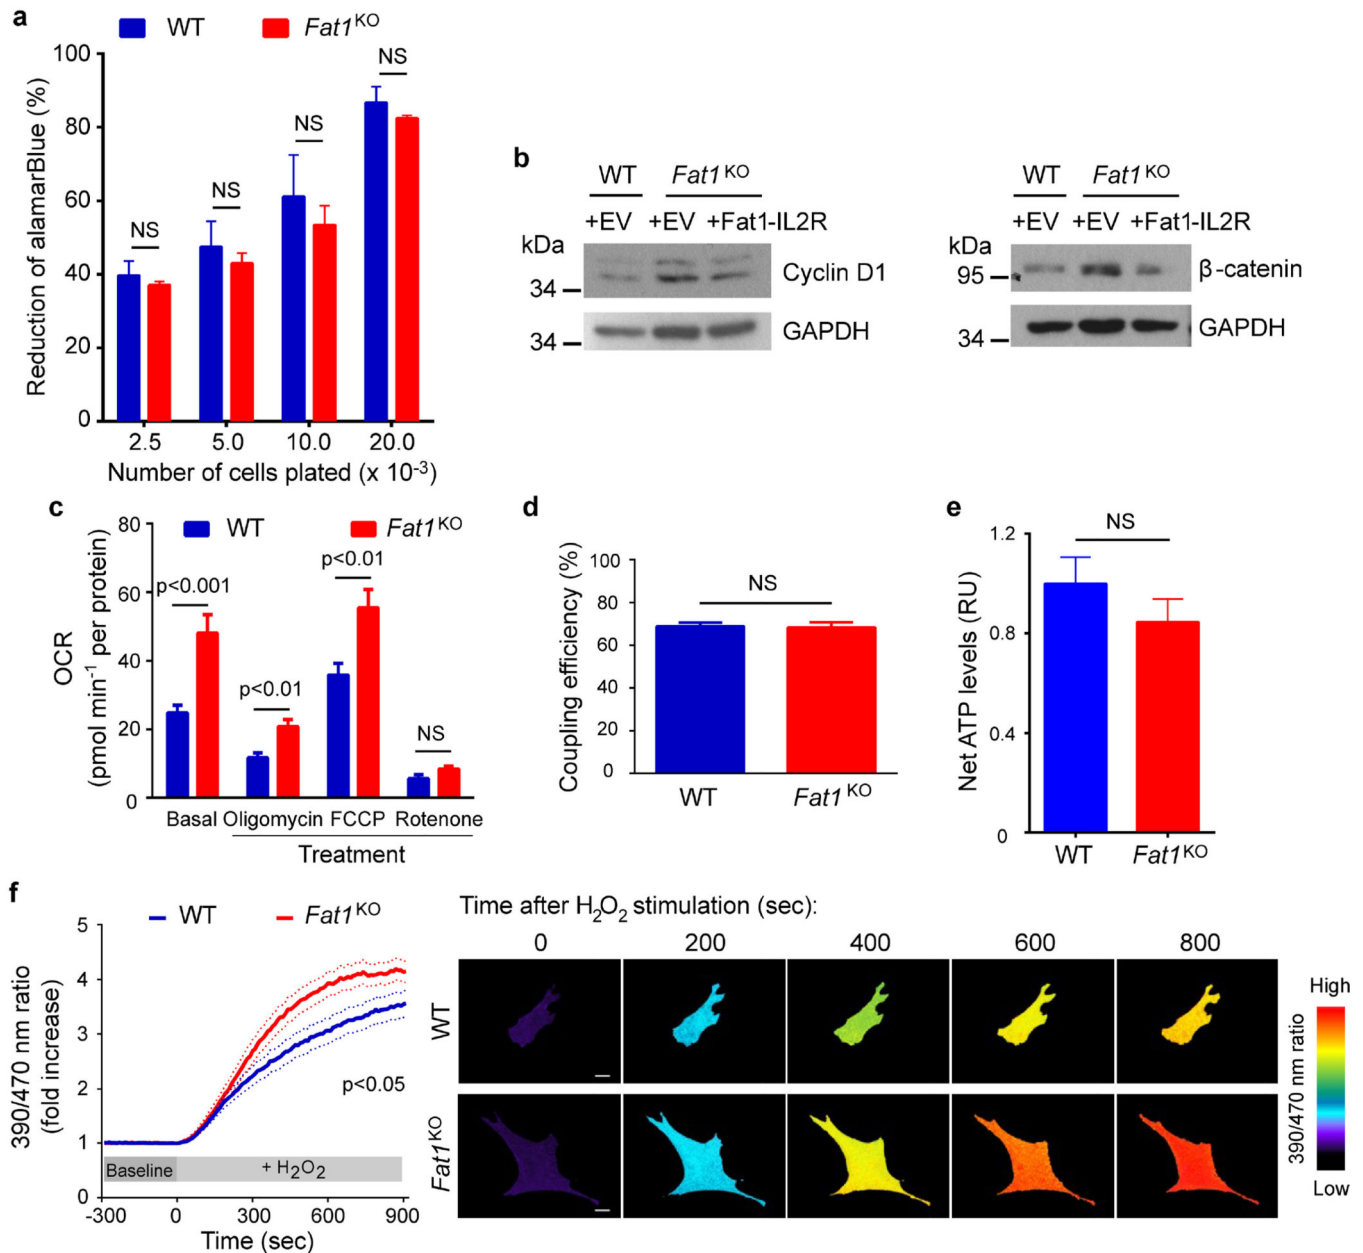 a
WT
Fat1ᴷᴼ
Reduction of alamarBlue (%)
100
80
60
40
20
0
NS
NS
NS
NS
2.5
5.0
10.0
20.0
Number of cells plated (x 10⁻³)
b
WT
Fat1ᴷᴼ
+EV
+EV
+Fat1-IL2R
kDa
34
Cyclin D1
34
GAPDH
WT
Fat1ᴷᴼ
+EV
+EV
+Fat1-IL2R
kDa
95
β-catenin
34
GAPDH
c
WT
Fat1ᴷᴼ
OCR
(pmol min⁻¹ per protein)
80
60
40
20
0
p<0.001
p<0.01
p<0.01
NS
Basal
Oligomycin
FCCP
Rotenone
Treatment
d
Coupling efficiency (%)
100
80
60
40
20
0
NS
WT
Fat1ᴷᴼ
e
Net ATP levels (RU)
1.2
0.8
0.4
0
NS
WT
Fat1ᴷᴼ
f
WT
Fat1ᴷᴼ
390/470 nm ratio
(fold increase)
5
4
3
2
1
0
p<0.05
Baseline
+ H₂O₂
-300
0
300
600
900
Time (sec)
Time after H₂O₂ stimulation (sec):
0
200
400
600
800
WT
Fat1ᴷᴼ
High
390/470 nm ratio
Low